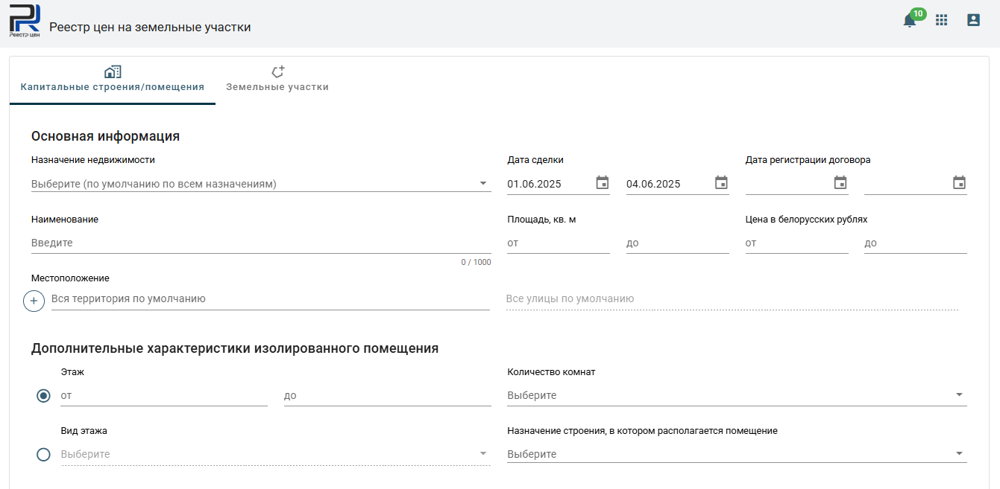 Реестр цен
Реестр цен на земельные участки
10
Капитальные строения/помещения
Земельные участки
Основная информация
Назначение недвижимости
Дата сделки
Дата регистрации договора
Выберите (по умолчанию по всем назначениям)
01.06.2025
04.06.2025
Наименование
Площадь, кв. м
Цена в белорусских рублях
Введите
от
до
от
до
0 / 1000
Местоположение
Вся территория по умолчанию
Все улицы по умолчанию
Дополнительные характеристики изолированного помещения
Этаж
Количество комнат
от
до
Выберите
Вид этажа
Назначение строения, в котором располагается помещение
Выберите
Выберите